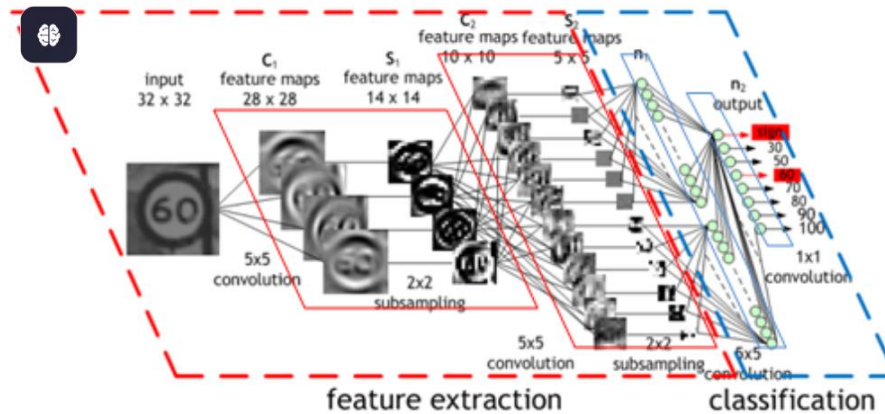 input
32 x 32
C1
feature maps
28 x 28
S1
feature maps
14 x 14
C2
feature maps
10 x 10
S2
feature maps
5 x 5
n1
n2
output
60
sign
30
50
60
70
80
90
100
5x5
convolution
2x2
subsampling
5x5
convolution
2x2
subsampling
convolution
1x1
convolution
feature extraction
classification